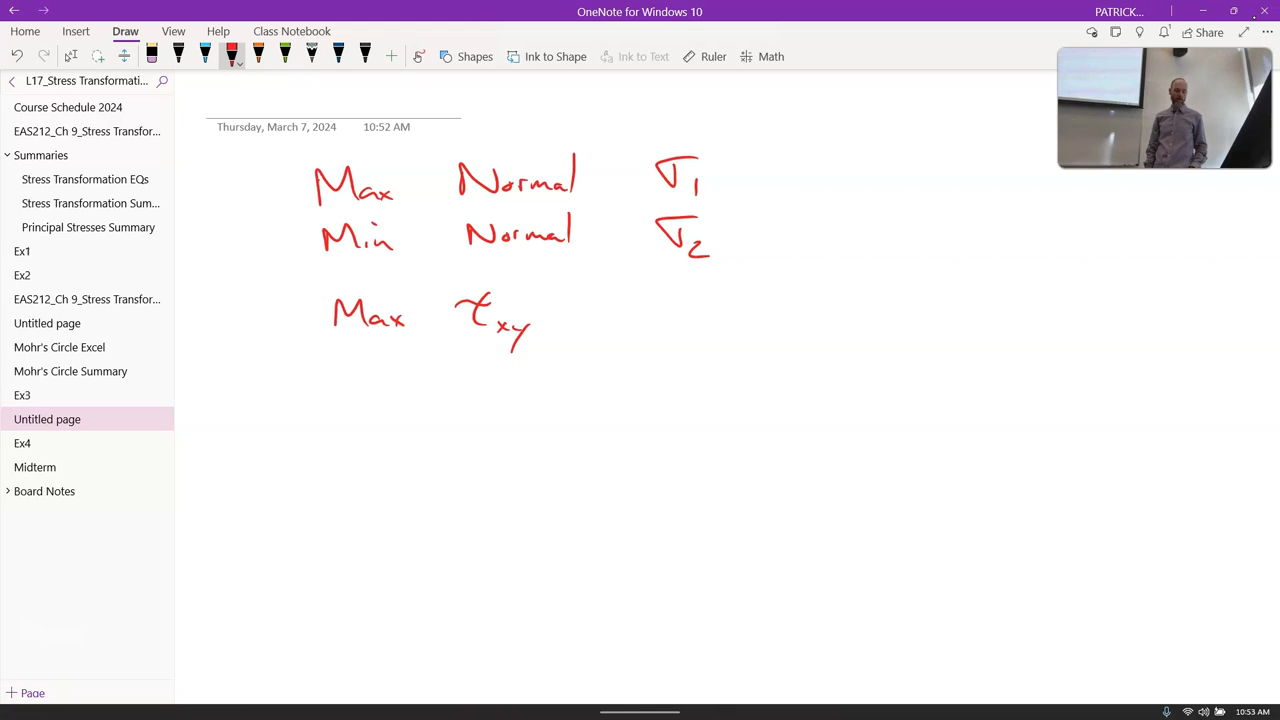 OneNote for Windows 10
PATRICK...
Home Insert Draw View Help Class Notebook
Share
Shapes Ink to Shape Ink to Text Ruler Math
L17_Stress Transformati...
Course Schedule 2024
EAS212_Ch 9_Stress Transfor...
Summaries
Stress Transformation EQs
Stress Transformation Sum...
Principal Stresses Summary
Ex1
Ex2
EAS212_Ch 9_Stress Transfor...
Untitled page
Mohr's Circle Excel
Mohr's Circle Summary
Ex3
Untitled page
Ex4
Midterm
Board Notes
Page
Thursday, March 7, 2024 10:52 AM
Max Normal σ1
Min Normal σ2
Max τxy
10:53 AM